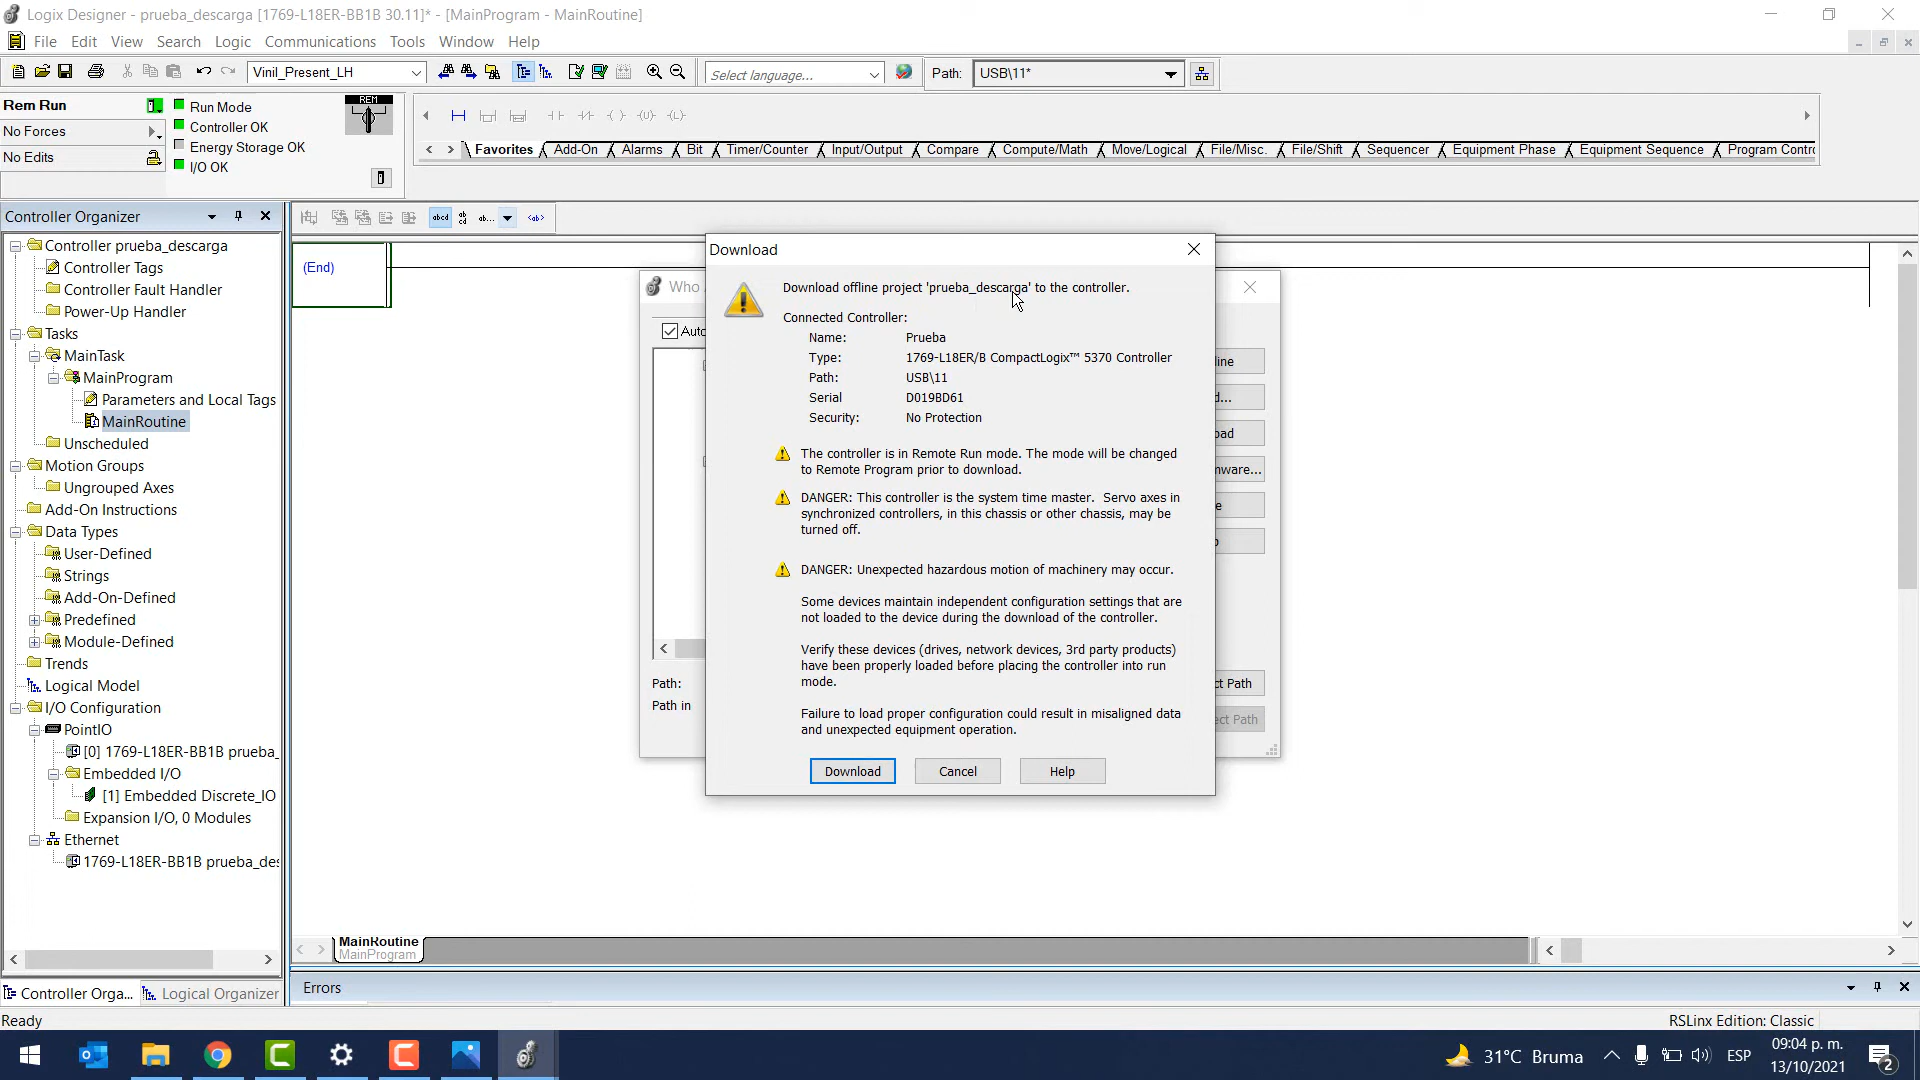 Logix Designer - prueba_descarga [1769-L18ER-BB1B 30.11]* - [MainProgram - MainRoutine]
File Edit View Search Logic Communications Tools Window Help
Vinil_Present_LH
Select language...
Path: USB\11*
Rem Run
No Forces
No Edits
Run Mode
Controller OK
Energy Storage OK
I/O OK
REM
Favorites Add-On Alarms Bit Timer/Counter Input/Output Compare Compute/Math Move/Logical File/Misc. File/Shift Sequencer Equipment Phase Equipment Sequence Program Contro
Controller Organizer
Controller prueba_descarga
Controller Tags
Controller Fault Handler
Power-Up Handler
Tasks
MainTask
MainProgram
Parameters and Local Tags
MainRoutine
Unscheduled
Motion Groups
Ungrouped Axes
Add-On Instructions
Data Types
User-Defined
Strings
Add-On-Defined
Predefined
Module-Defined
Trends
Logical Model
I/O Configuration
PointIO
[0] 1769-L18ER-BB1B prueba_
Embedded I/O
[1] Embedded Discrete_IO
Expansion I/O, 0 Modules
Ethernet
1769-L18ER-BB1B prueba_des
Controller Orga...
Logical Organizer
(End)
Who
Auto
line
d...
oad
nware...
e
p
ct Path
ect Path
Path:
Path in
Download
Download offline project 'prueba_descarga' to the controller.
Connected Controller:
Name: Prueba
Type: 1769-L18ER/B CompactLogix™ 5370 Controller
Path: USB\11
Serial D019BD61
Security: No Protection
The controller is in Remote Run mode. The mode will be changed
to Remote Program prior to download.
DANGER: This controller is the system time master. Servo axes in
synchronized controllers, in this chassis or other chassis, may be
turned off.
DANGER: Unexpected hazardous motion of machinery may occur.
Some devices maintain independent configuration settings that are
not loaded to the device during the download of the controller.
Verify these devices (drives, network devices, 3rd party products)
have been properly loaded before placing the controller into run
mode.
Failure to load proper configuration could result in misaligned data
and unexpected equipment operation.
Download Cancel Help
MainRoutine
MainProgram
Errors
Ready
RSLinx Edition: Classic
31°C Bruma
ESP
09:04 p. m.
13/10/2021
2